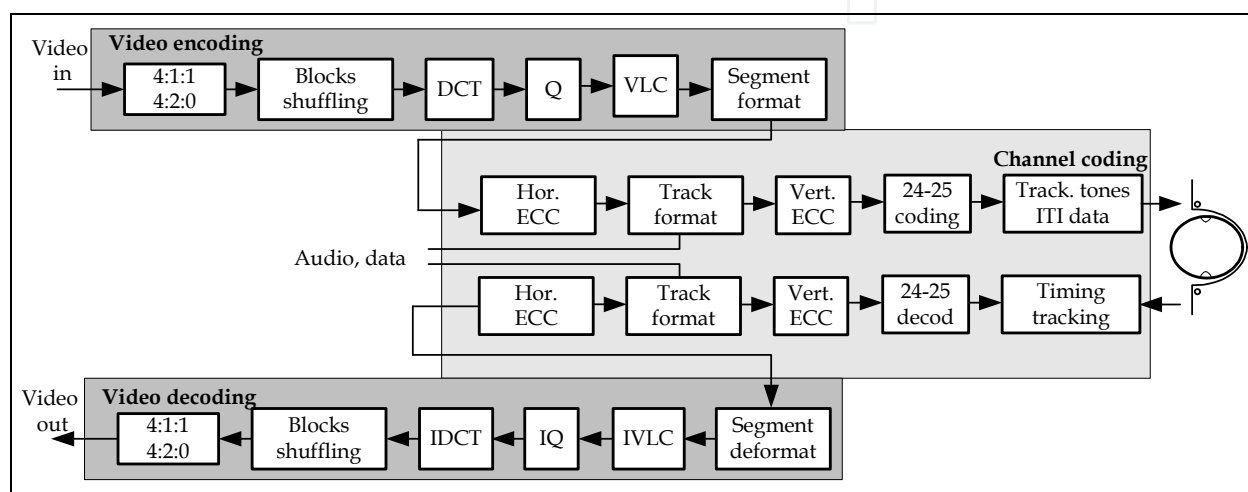 Video encoding
Video
in
4:1:1
4:2:0
Blocks
shuffling
DCT
Q
VLC
Segment
format
Channel coding
Hor.
ECC
Track
format
Vert.
ECC
24-25
coding
Track. tones
ITI data
Audio, data
Hor.
ECC
Track
format
Vert.
ECC
24-25
decod
Timing
tracking
Video decoding
Video
out
4:1:1
4:2:0
Blocks
shuffling
IDCT
IQ
IVLC
Segment
deformat